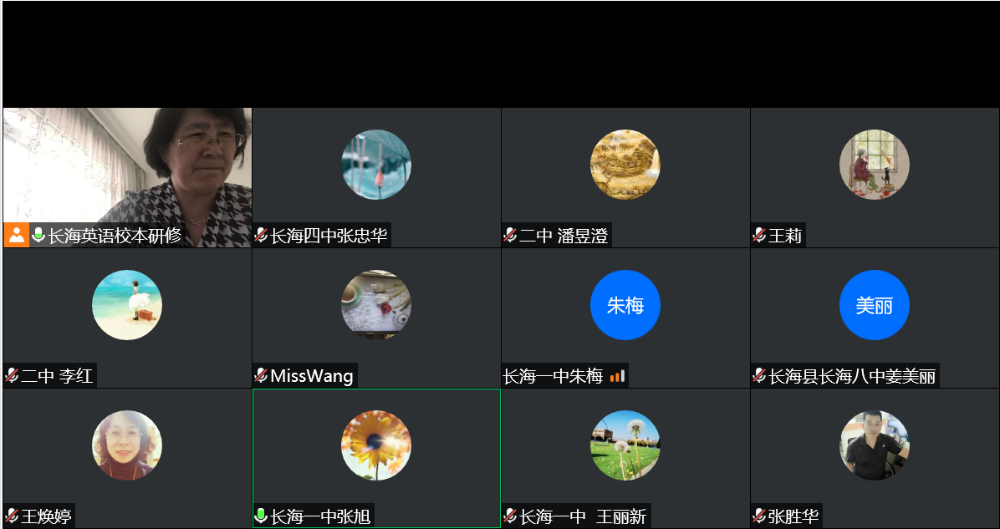 长海英语校本研修
长海四中张忠华
二中 潘昱澄
王莉
二中 李红
MissWang
朱梅
长海一中朱梅
美丽
长海县长海八中姜美丽
王焕婷
长海一中张旭
长海一中 王丽新
张胜华